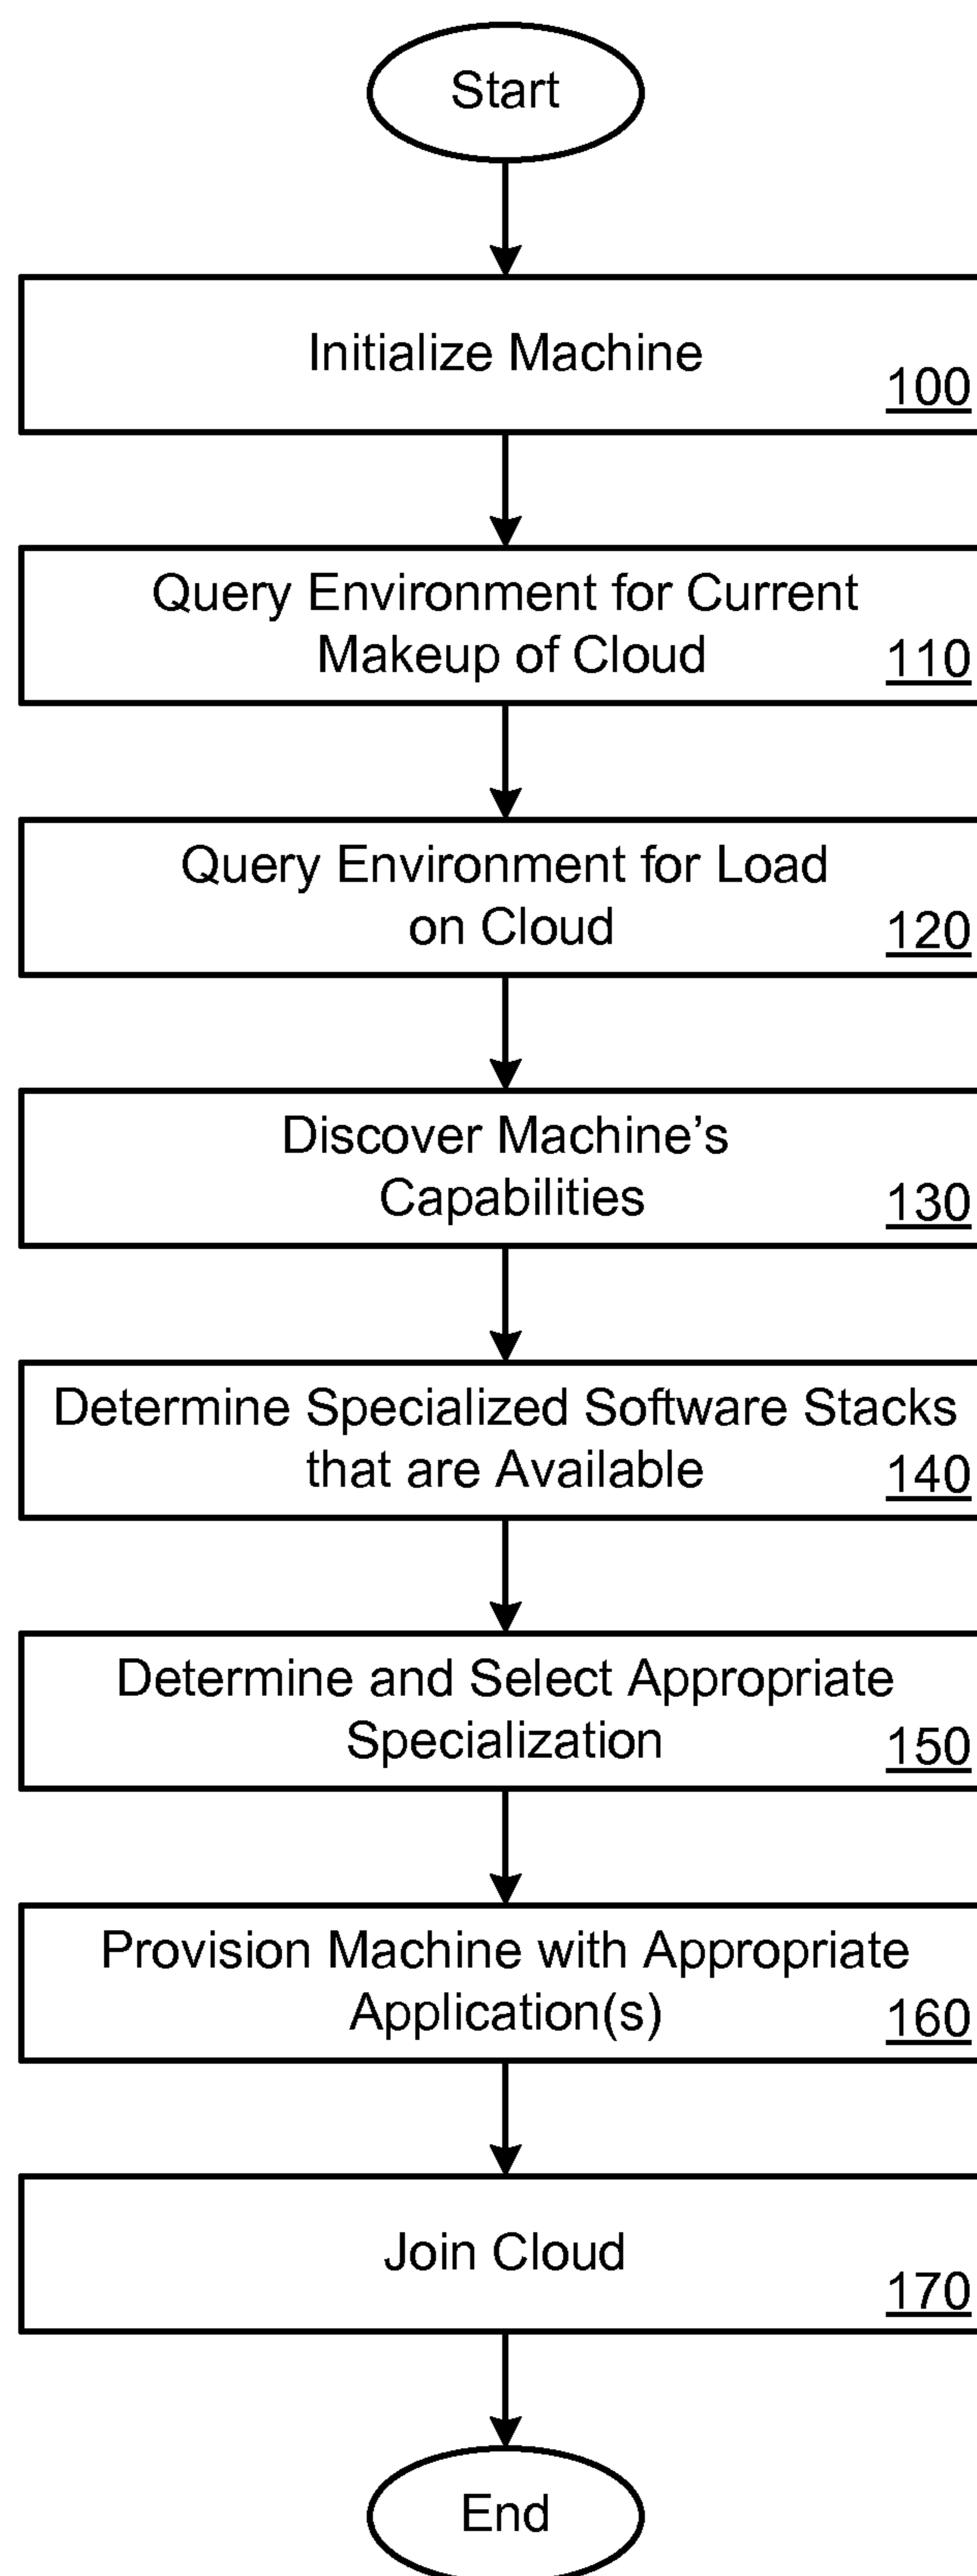 Start
Initialize Machine
100
Query Environment for Current
Makeup of Cloud
110
Query Environment for Load
on Cloud
120
Discover Machine’s
Capabilities
130
Determine Specialized Software Stacks
that are Available
140
Determine and Select Appropriate
Specialization
150
Provision Machine with Appropriate
Application(s)
160
Join Cloud
170
End